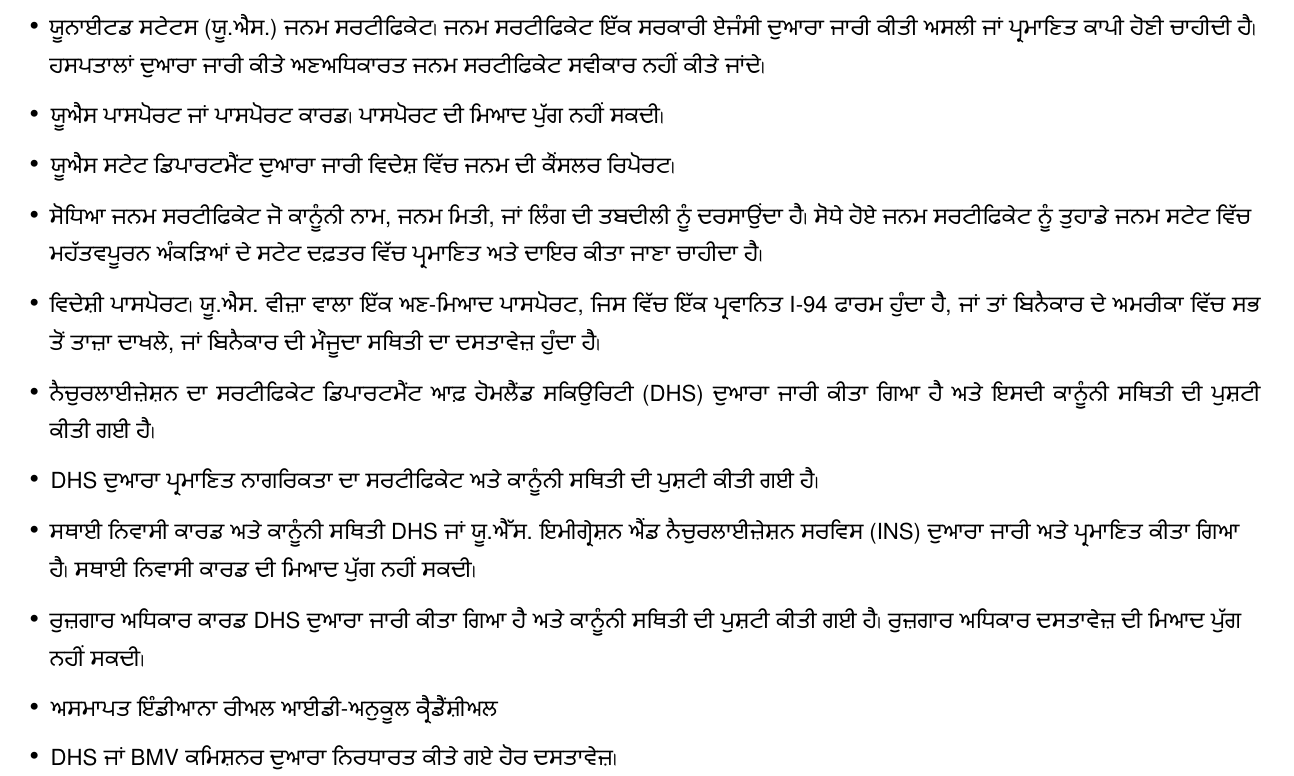 • ਯੂਨਾਈਟਡ ਸਟੇਟਸ (ਯੂ.ਐਸ.) ਜਨਮ ਸਰਟੀਫਿਕੇਟ। ਜਨਮ ਸਰਟੀਫਿਕੇਟ ਇੱਕ ਸਰਕਾਰੀ ਏਜੰਸੀ ਦੁਆਰਾ ਜਾਰੀ ਕੀਤੀ ਅਸਲੀ ਜਾਂ ਪ੍ਰਮਾਣਿਤ ਕਾਪੀ ਹੋਣੀ ਚਾਹੀਦੀ ਹੈ।
ਹਸਪਤਾਲਾਂ ਦੁਆਰਾ ਜਾਰੀ ਕੀਤੇ ਅਣਅਧਿਕਾਰਤ ਜਨਮ ਸਰਟੀਫਿਕੇਟ ਸਵੀਕਾਰ ਨਹੀਂ ਕੀਤੇ ਜਾਂਦੇ।
• ਯੂਐਸ ਪਾਸਪੋਰਟ ਜਾਂ ਪਾਸਪੋਰਟ ਕਾਰਡ। ਪਾਸਪੋਰਟ ਦੀ ਮਿਆਦ ਪੁੱਗ ਨਹੀਂ ਸਕਦੀ।
• ਯੂਐਸ ਸਟੇਟ ਡਿਪਾਰਟਮੈਂਟ ਦੁਆਰਾ ਜਾਰੀ ਵਿਦੇਸ਼ ਵਿੱਚ ਜਨਮ ਦੀ ਕੌਂਸਲਰ ਰਿਪੋਰਟ।
• ਸੋਧਿਆ ਜਨਮ ਸਰਟੀਫਿਕੇਟ ਜੋ ਕਾਨੂੰਨੀ ਨਾਮ, ਜਨਮ ਮਿਤੀ, ਜਾਂ ਲਿੰਗ ਦੀ ਤਬਦੀਲੀ ਨੂੰ ਦਰਸਾਉਂਦਾ ਹੈ। ਸੋਧੇ ਹੋਏ ਜਨਮ ਸਰਟੀਫਿਕੇਟ ਨੂੰ ਤੁਹਾਡੇ ਜਨਮ ਸਟੇਟ ਵਿੱਚ
ਮਹੱਤਵਪੂਰਨ ਅੰਕੜਿਆਂ ਦੇ ਸਟੇਟ ਦਫ਼ਤਰ ਵਿੱਚ ਪ੍ਰਮਾਣਿਤ ਅਤੇ ਦਾਇਰ ਕੀਤਾ ਜਾਣਾ ਚਾਹੀਦਾ ਹੈ।
• ਵਿਦੇਸ਼ੀ ਪਾਸਪੋਰਟ। ਯੂ.ਐਸ. ਵੀਜ਼ਾ ਵਾਲਾ ਇੱਕ ਅਣ-ਮਿਆਦ ਪਾਸਪੋਰਟ, ਜਿਸ ਵਿੱਚ ਇੱਕ ਪ੍ਰਵਾਨਿਤ I-94 ਫਾਰਮ ਹੁੰਦਾ ਹੈ, ਜਾਂ ਤਾਂ ਬਿਨੈਕਾਰ ਦੇ ਅਮਰੀਕਾ ਵਿੱਚ ਸਭ
ਤੋਂ ਤਾਜ਼ਾ ਦਾਖਲੇ, ਜਾਂ ਬਿਨੈਕਾਰ ਦੀ ਮੌਜੂਦਾ ਸਥਿਤੀ ਦਾ ਦਸਤਾਵੇਜ਼ ਹੁੰਦਾ ਹੈ।
• ਨੈਚੁਰਲਾਈਜ਼ੇਸ਼ਨ ਦਾ ਸਰਟੀਫਿਕੇਟ ਡਿਪਾਰਟਮੈਂਟ ਆਫ਼ ਹੋਮਲੈਂਡ ਸਕਿਉਰਿਟੀ (DHS) ਦੁਆਰਾ ਜਾਰੀ ਕੀਤਾ ਗਿਆ ਹੈ ਅਤੇ ਇਸਦੀ ਕਾਨੂੰਨੀ ਸਥਿਤੀ ਦੀ ਪੁਸ਼ਟੀ
ਕੀਤੀ ਗਈ ਹੈ।
• DHS ਦੁਆਰਾ ਪ੍ਰਮਾਣਿਤ ਨਾਗਰਿਕਤਾ ਦਾ ਸਰਟੀਫਿਕੇਟ ਅਤੇ ਕਾਨੂੰਨੀ ਸਥਿਤੀ ਦੀ ਪੁਸ਼ਟੀ ਕੀਤੀ ਗਈ ਹੈ।
• ਸਥਾਈ ਨਿਵਾਸੀ ਕਾਰਡ ਅਤੇ ਕਾਨੂੰਨੀ ਸਥਿਤੀ DHS ਜਾਂ ਯੂ.ਐੱਸ. ਇਮੀਗ੍ਰੇਸ਼ਨ ਐਂਡ ਨੈਚੁਰਲਾਈਜ਼ੇਸ਼ਨ ਸਰਵਿਸ (INS) ਦੁਆਰਾ ਜਾਰੀ ਅਤੇ ਪ੍ਰਮਾਣਿਤ ਕੀਤਾ ਗਿਆ
ਹੈ। ਸਥਾਈ ਨਿਵਾਸੀ ਕਾਰਡ ਦੀ ਮਿਆਦ ਪੁੱਗ ਨਹੀਂ ਸਕਦੀ।
• ਰੁਜ਼ਗਾਰ ਅਧਿਕਾਰ ਕਾਰਡ DHS ਦੁਆਰਾ ਜਾਰੀ ਕੀਤਾ ਗਿਆ ਹੈ ਅਤੇ ਕਾਨੂੰਨੀ ਸਥਿਤੀ ਦੀ ਪੁਸ਼ਟੀ ਕੀਤੀ ਗਈ ਹੈ। ਰੁਜ਼ਗਾਰ ਅਧਿਕਾਰ ਦਸਤਾਵੇਜ਼ ਦੀ ਮਿਆਦ ਪੁੱਗ
ਨਹੀਂ ਸਕਦੀ।
• ਅਸਮਾਪਤ ਇੰਡੀਆਨਾ ਰੀਅਲ ਆਈਡੀ-ਅਨੁਕੂਲ ਕ੍ਰੈਡੈਂਸ਼ੀਅਲ
• DHS ਜਾਂ BMV ਕਮਿਸ਼ਨਰ ਦੁਆਰਾ ਨਿਰਧਾਰਤ ਕੀਤੇ ਗਏ ਹੋਰ ਦਸਤਾਵੇਜ਼।